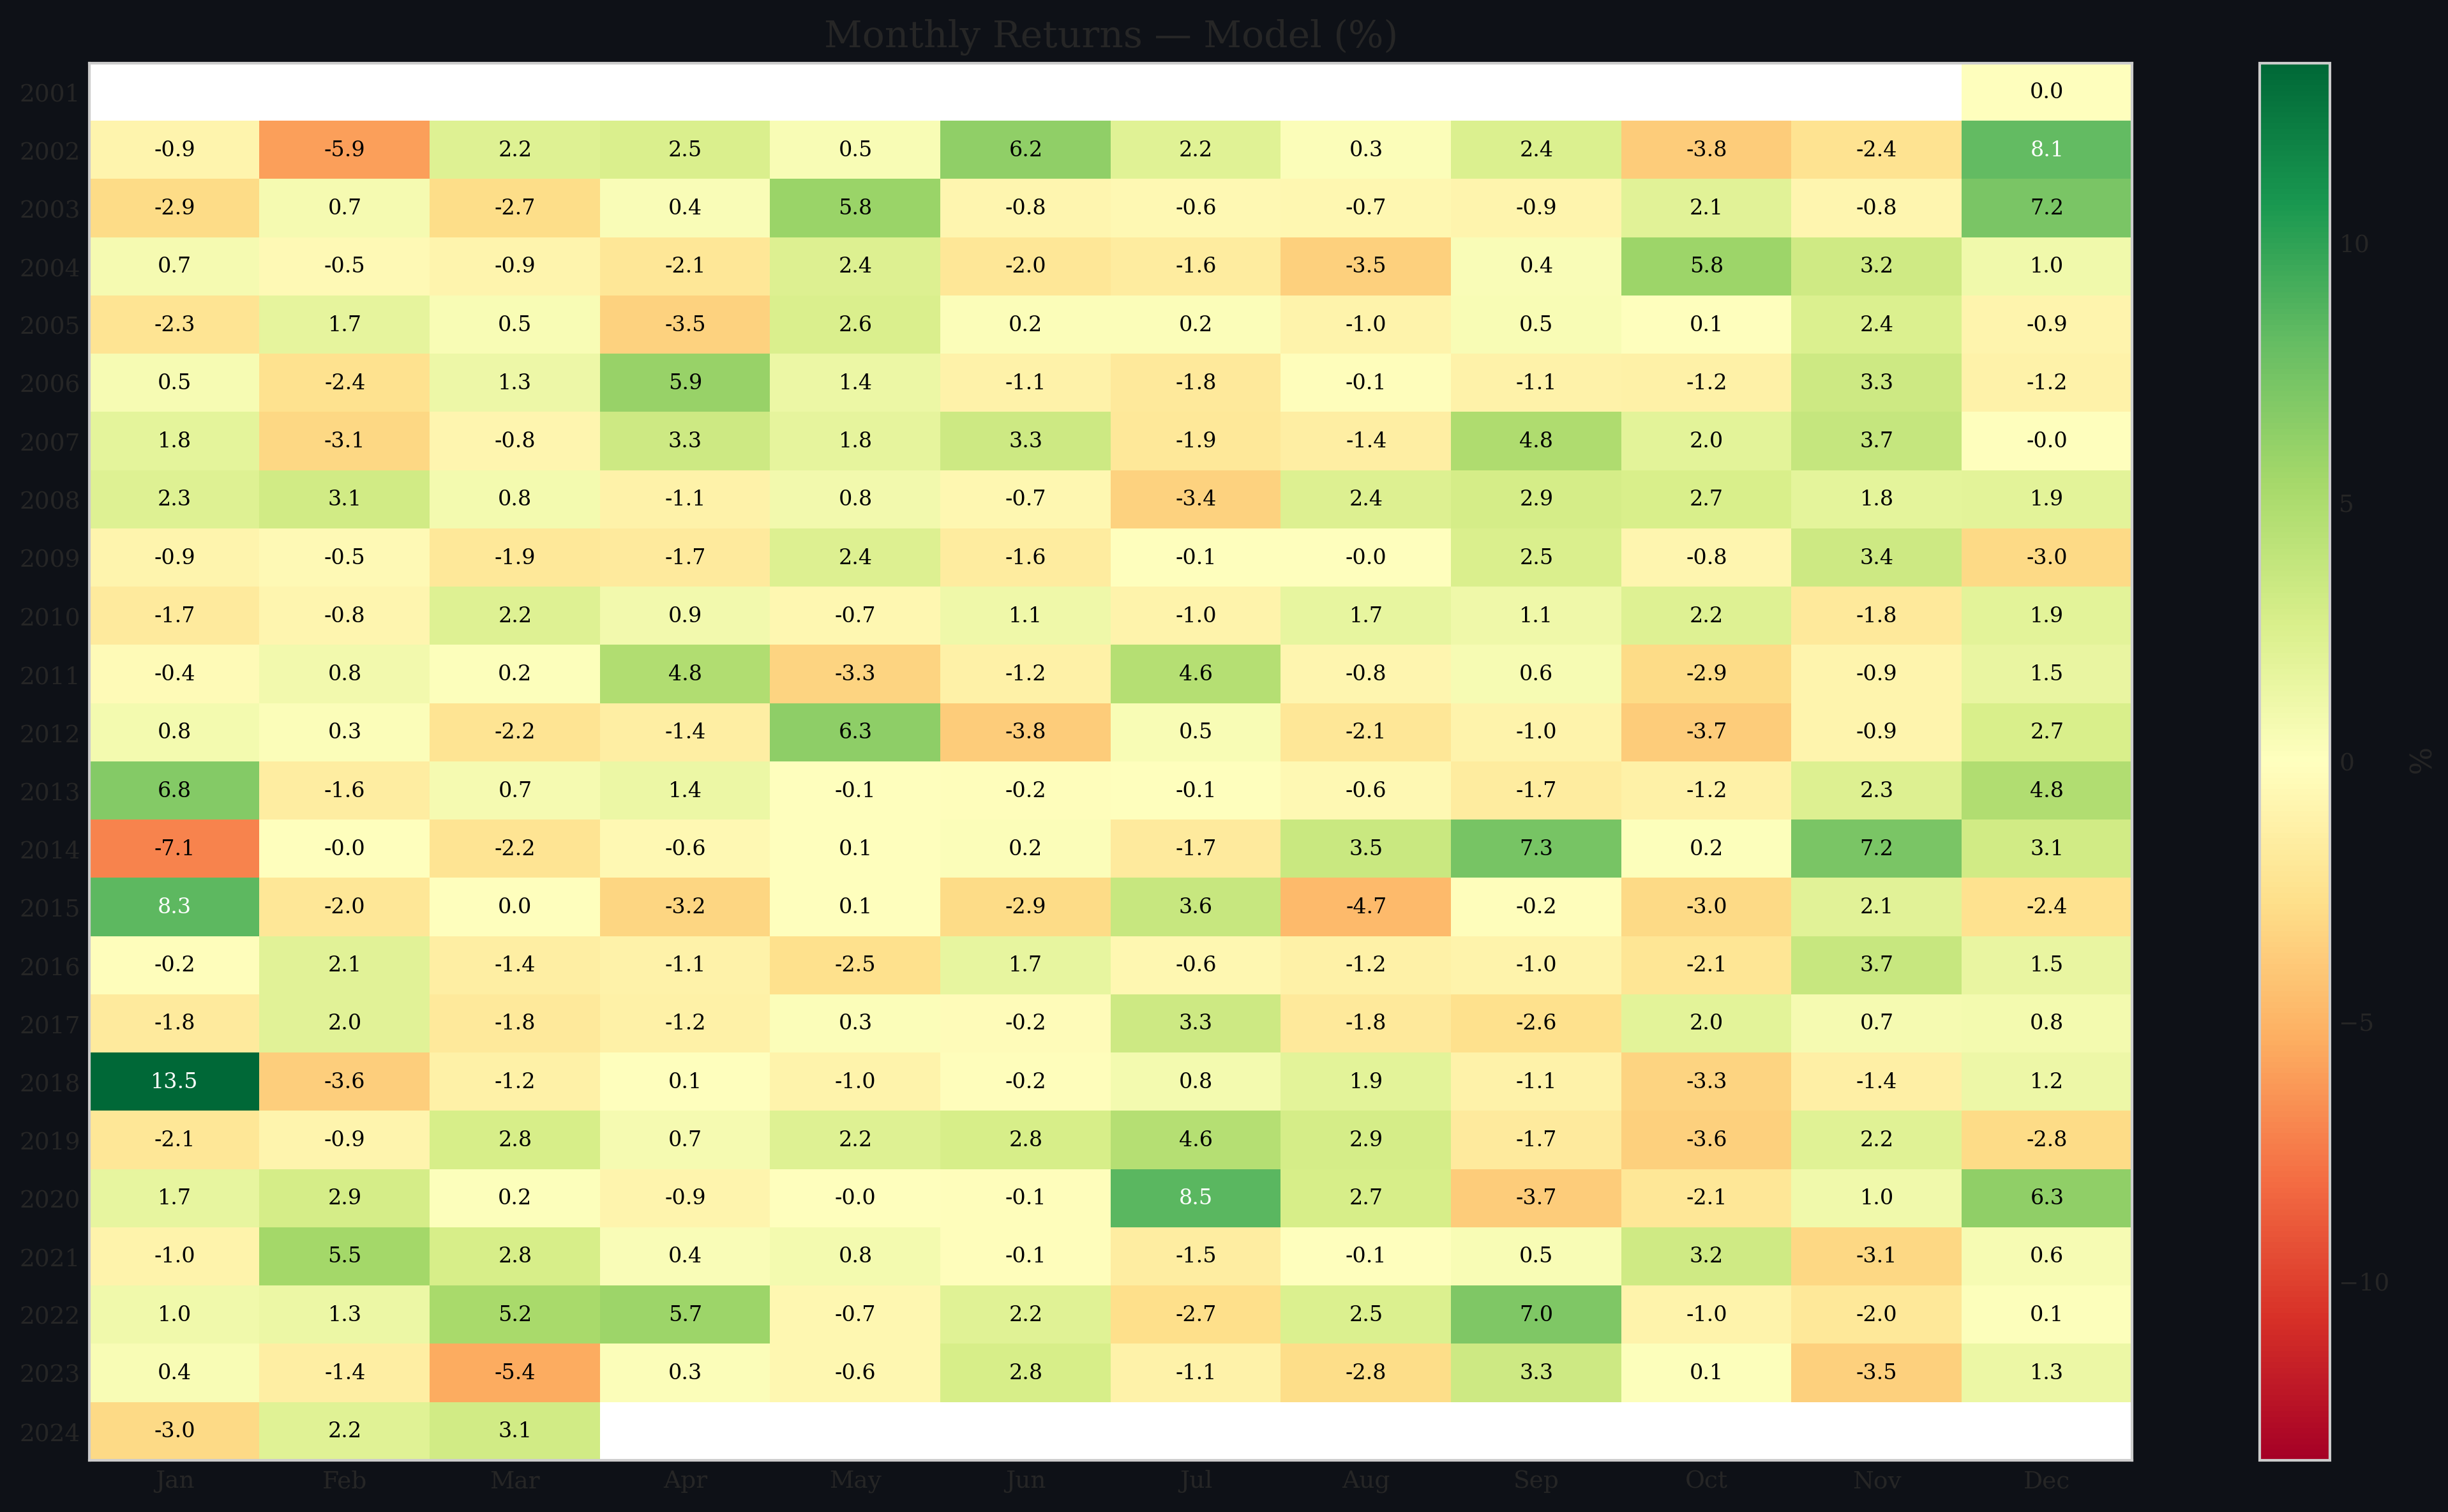 Monthly Returns — Model (%)
2001 0.0
2002 -0.9 -5.9 2.2 2.5 0.5 6.2 2.2 0.3 2.4 -3.8 -2.4 8.1
2003 -2.9 0.7 -2.7 0.4 5.8 -0.8 -0.6 -0.7 -0.9 2.1 -0.8 7.2
2004 0.7 -0.5 -0.9 -2.1 2.4 -2.0 -1.6 -3.5 0.4 5.8 3.2 1.0
2005 -2.3 1.7 0.5 -3.5 2.6 0.2 0.2 -1.0 0.5 0.1 2.4 -0.9
2006 0.5 -2.4 1.3 5.9 1.4 -1.1 -1.8 -0.1 -1.1 -1.2 3.3 -1.2
2007 1.8 -3.1 -0.8 3.3 1.8 3.3 -1.9 -1.4 4.8 2.0 3.7 -0.0
2008 2.3 3.1 0.8 -1.1 0.8 -0.7 -3.4 2.4 2.9 2.7 1.8 1.9
2009 -0.9 -0.5 -1.9 -1.7 2.4 -1.6 -0.1 -0.0 2.5 -0.8 3.4 -3.0
2010 -1.7 -0.8 2.2 0.9 -0.7 1.1 -1.0 1.7 1.1 2.2 -1.8 1.9
2011 -0.4 0.8 0.2 4.8 -3.3 -1.2 4.6 -0.8 0.6 -2.9 -0.9 1.5
2012 0.8 0.3 -2.2 -1.4 6.3 -3.8 0.5 -2.1 -1.0 -3.7 -0.9 2.7
2013 6.8 -1.6 0.7 1.4 -0.1 -0.2 -0.1 -0.6 -1.7 -1.2 2.3 4.8
2014 -7.1 -0.0 -2.2 -0.6 0.1 0.2 -1.7 3.5 7.3 0.2 7.2 3.1
2015 8.3 -2.0 0.0 -3.2 0.1 -2.9 3.6 -4.7 -0.2 -3.0 2.1 -2.4
2016 -0.2 2.1 -1.4 -1.1 -2.5 1.7 -0.6 -1.2 -1.0 -2.1 3.7 1.5
2017 -1.8 2.0 -1.8 -1.2 0.3 -0.2 3.3 -1.8 -2.6 2.0 0.7 0.8
2018 13.5 -3.6 -1.2 0.1 -1.0 -0.2 0.8 1.9 -1.1 -3.3 -1.4 1.2
2019 -2.1 -0.9 2.8 0.7 2.2 2.8 4.6 2.9 -1.7 -3.6 2.2 -2.8
2020 1.7 2.9 0.2 -0.9 -0.0 -0.1 8.5 2.7 -3.7 -2.1 1.0 6.3
2021 -1.0 5.5 2.8 0.4 0.8 -0.1 -1.5 -0.1 0.5 3.2 -3.1 0.6
2022 1.0 1.3 5.2 5.7 -0.7 2.2 -2.7 2.5 7.0 -1.0 -2.0 0.1
2023 0.4 -1.4 -5.4 0.3 -0.6 2.8 -1.1 -2.8 3.3 0.1 -3.5 1.3
2024 -3.0 2.2 3.1
Jan Feb Mar Apr May Jun Jul Aug Sep Oct Nov Dec
10
5
0
−5
−10
%